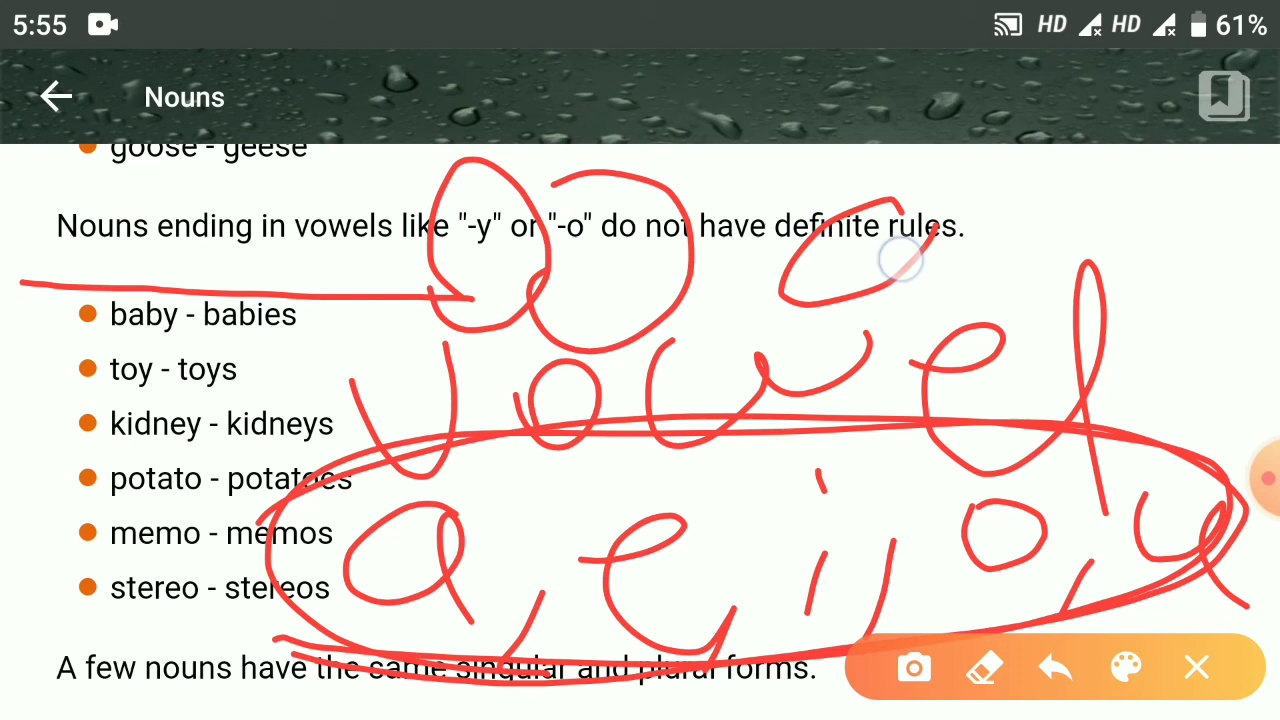 5:55 HD HD 61%
Nouns
goose - geese
Nouns ending in vowels like "-y" or "-o" do not have definite rules.
baby - babies
toy - toys
vowel
kidney - kidneys
potato - potatoes
memo - memos
a, e, i, o, u
stereo - stereos
A few nouns have the same singular and plural forms.